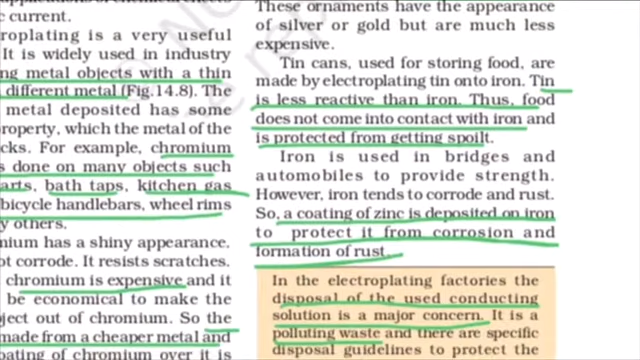 c current.
roplating is a very useful
It is widely used in industry
ng metal objects with a thin
different metal (Fig.14.8). The
metal deposited has some
roperty, which the metal of the
cks. For example, chromium
s done on many objects such
arts, bath taps, kitchen gas
bicycle handlebars, wheel rims
y others.
mium has a shiny appearance.
ot corrode. It resists scratches.
chromium is expensive and it
be economical to make the
ject out of chromium. So the
made from a cheaper metal and
oating of chromium over it is
These ornaments have the appearance
of silver or gold but are much less
expensive.
Tin cans, used for storing food, are
made by electroplating tin onto iron. Tin
is less reactive than iron. Thus, food
does not come into contact with iron and
is protected from getting spoilt.
Iron is used in bridges and
automobiles to provide strength.
However, iron tends to corrode and rust.
So, a coating of zinc is deposited on iron
to protect it from corrosion and
formation of rust.
In the electroplating factories the
disposal of the used conducting
solution is a major concern. It is a
polluting waste and there are specific
disposal guidelines to protect the